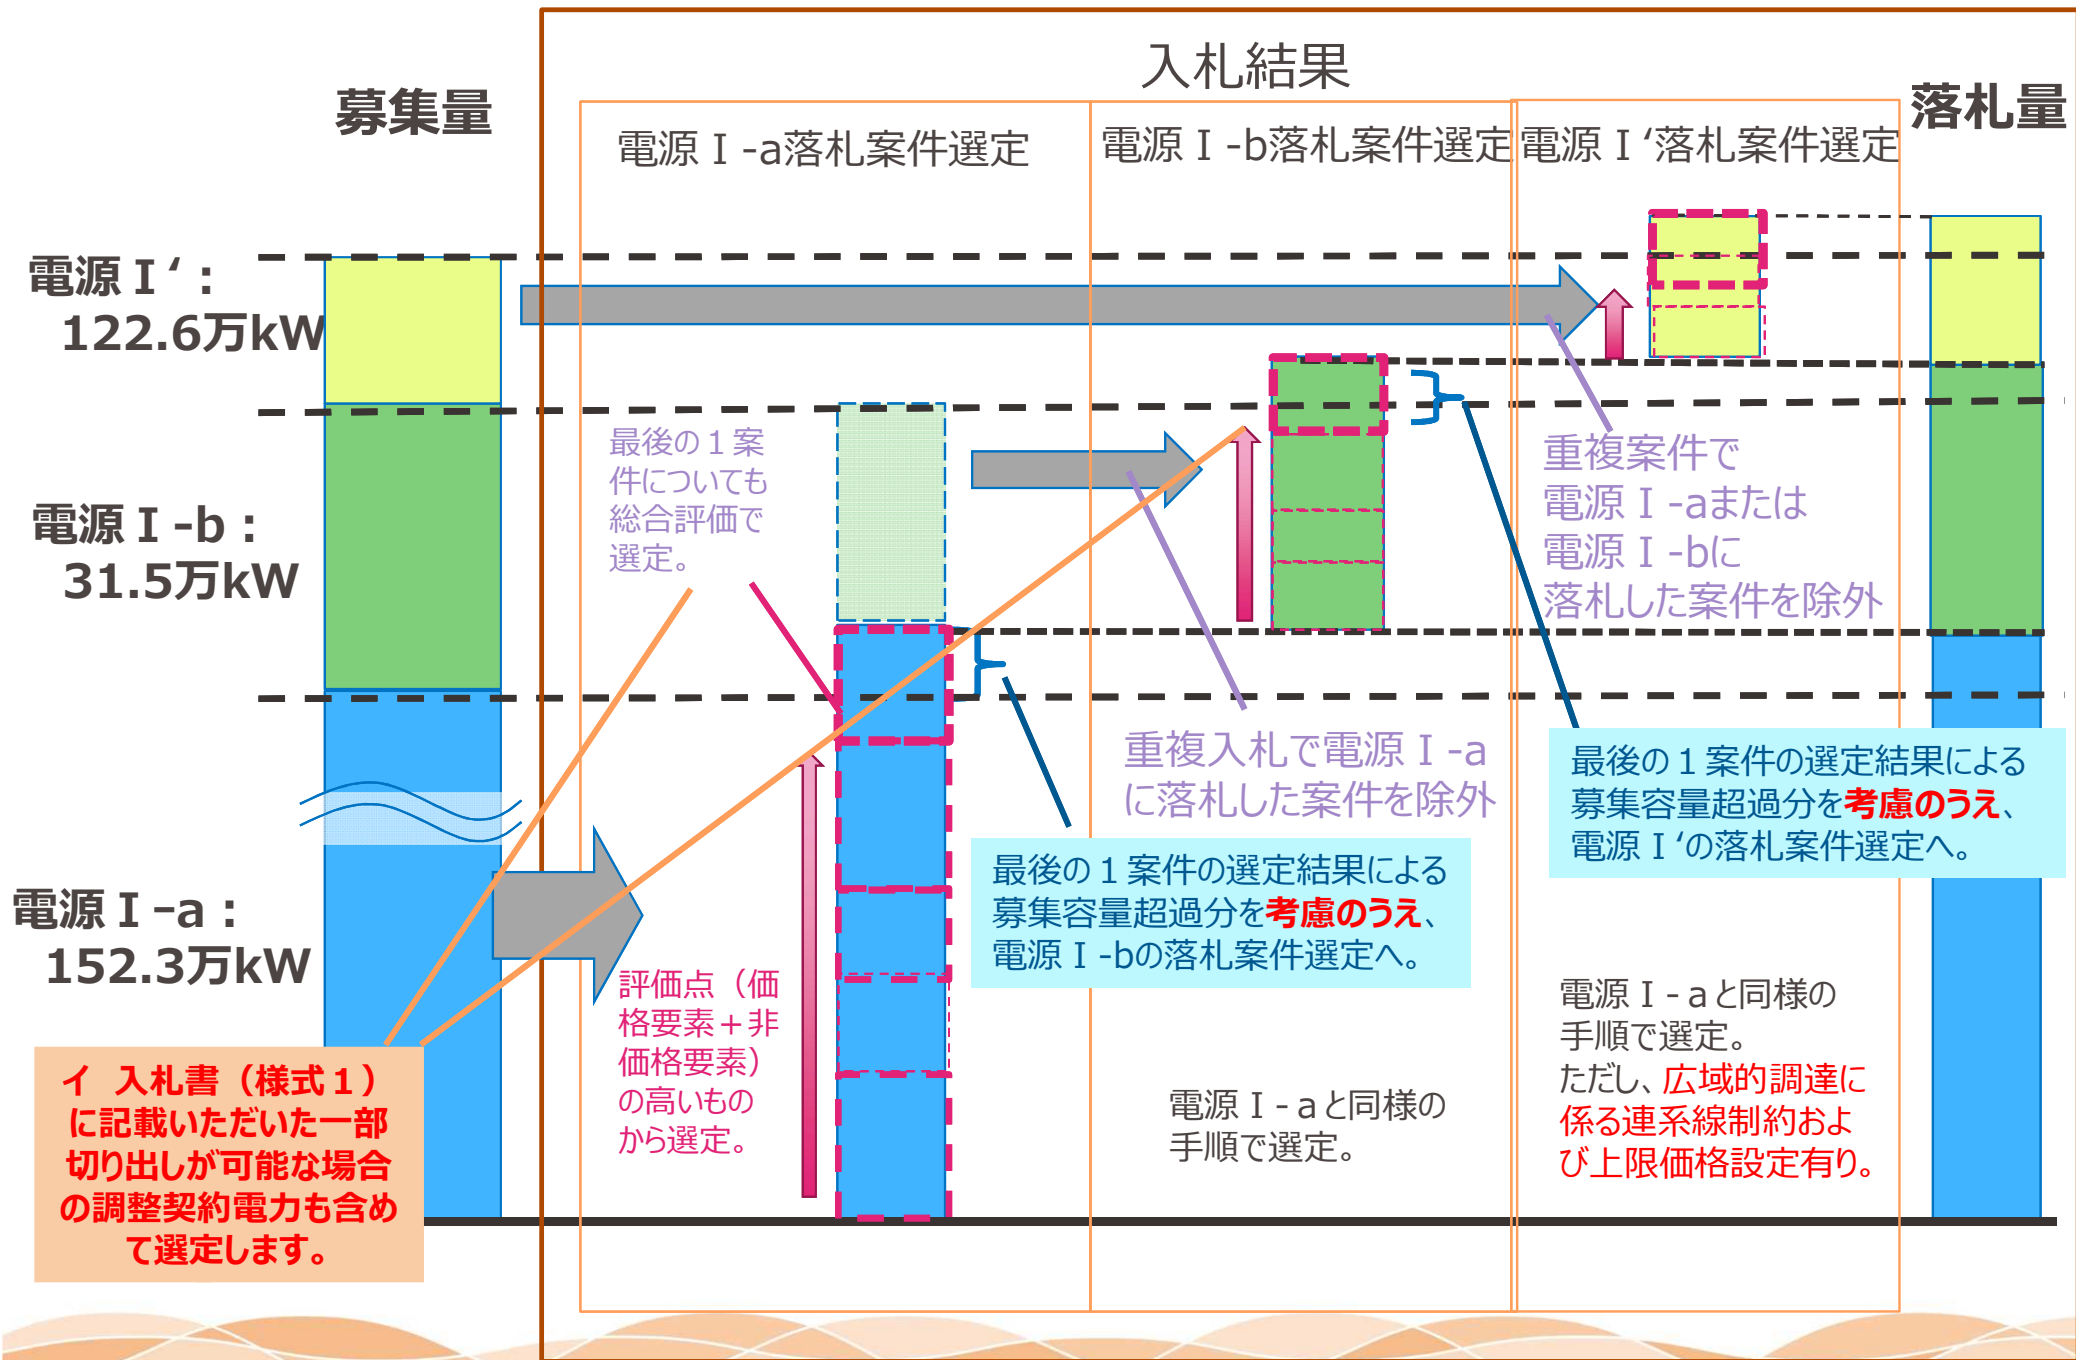 入札結果
募集量
落札量
電源Ⅰ-a落札案件選定
電源Ⅰ-b落札案件選定
電源Ⅰ‘落札案件選定
電源Ⅰ‘：
122.6万kW
電源Ⅰ-b：
31.5万kW
電源Ⅰ-a：
152.3万kW
最後の１案
件についても
総合評価で
選定。
重複案件で
電源Ⅰ-aまたは
電源Ⅰ-bに
落札した案件を除外
重複入札で電源Ⅰ-a
に落札した案件を除外
最後の１案件の選定結果による
募集容量超過分を考慮のうえ、
電源Ⅰ‘の落札案件選定へ。
最後の１案件の選定結果による
募集容量超過分を考慮のうえ、
電源Ⅰ-bの落札案件選定へ。
評価点（価
格要素＋非
価格要素）
の高いもの
から選定。
電源Ⅰ-ａと同様の
手順で選定。
電源Ⅰ-ａと同様の
手順で選定。
ただし、広域的調達に
係る連系線制約およ
び上限価格設定有り。
イ　入札書（様式１）
に記載いただいた一部
切り出しが可能な場合
の調整契約電力も含め
て選定します。